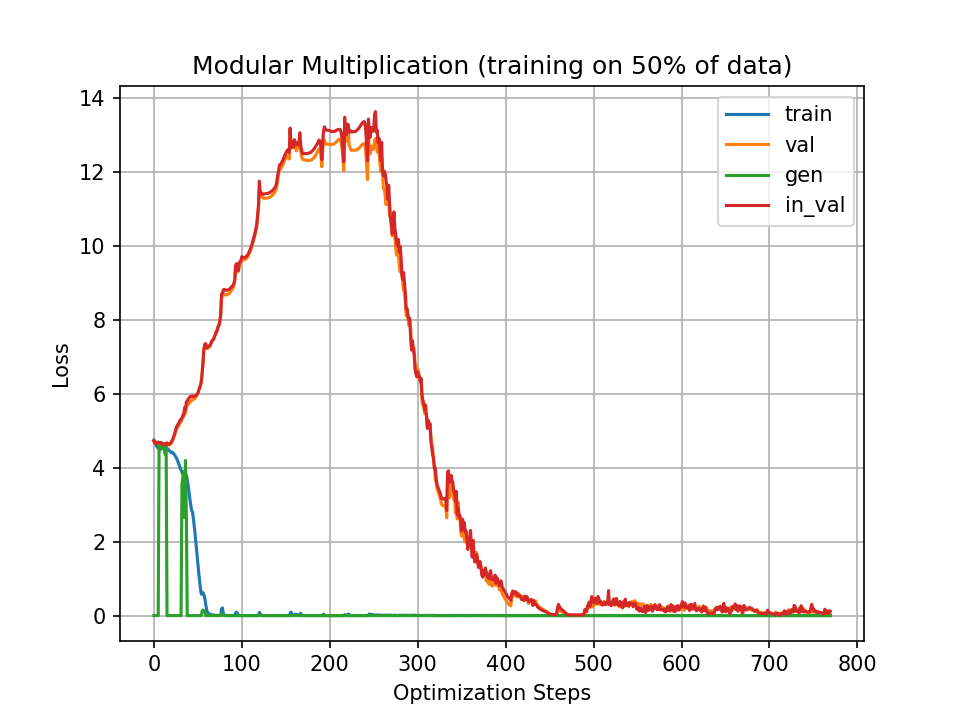 Modular Multiplication (training on 50% of data)
14
12
10
8
6
4
2
0
Loss
train
val
gen
in_val
0 100 200 300 400 500 600 700 800
Optimization Steps